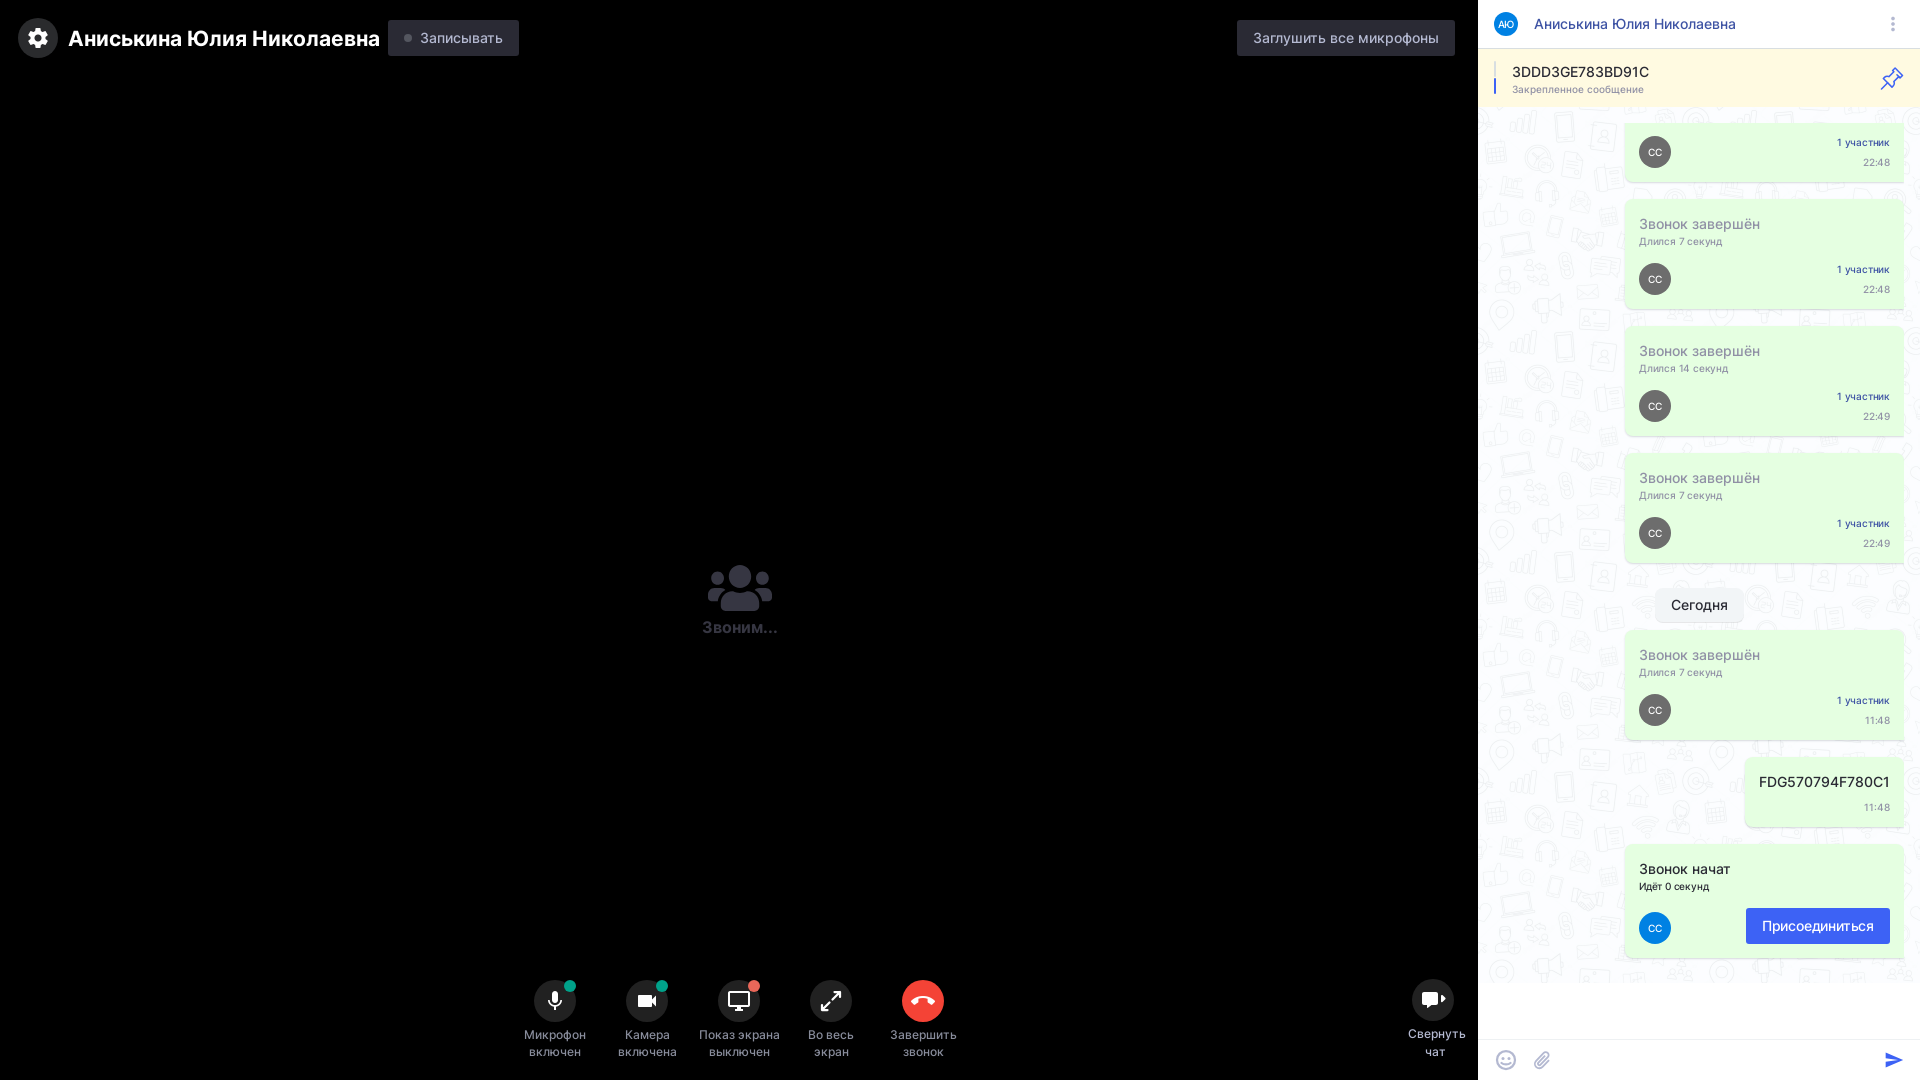 Аниськина Юлия Николаевна
Записывать
Заглушить все микрофоны
Звоним...
Микрофон
включен
Камера
включена
Показ экрана
выключен
Во весь
экран
Завершить
звонок
Свернуть
чат
АЮ
Аниськина Юлия Николаевна
3DDD3GE783BD91C
Закрепленное сообщение
СС
1 участник
22:48
Звонок завершён
Длился 7 секунд
СС
1 участник
22:48
Звонок завершён
Длился 14 секунд
СС
1 участник
22:49
Звонок завершён
Длился 7 секунд
СС
1 участник
22:49
Сегодня
Звонок завершён
Длился 7 секунд
СС
1 участник
11:48
FDG570794F780C1
11:48
Звонок начат
Идёт 0 секунд
СС
Присоединиться